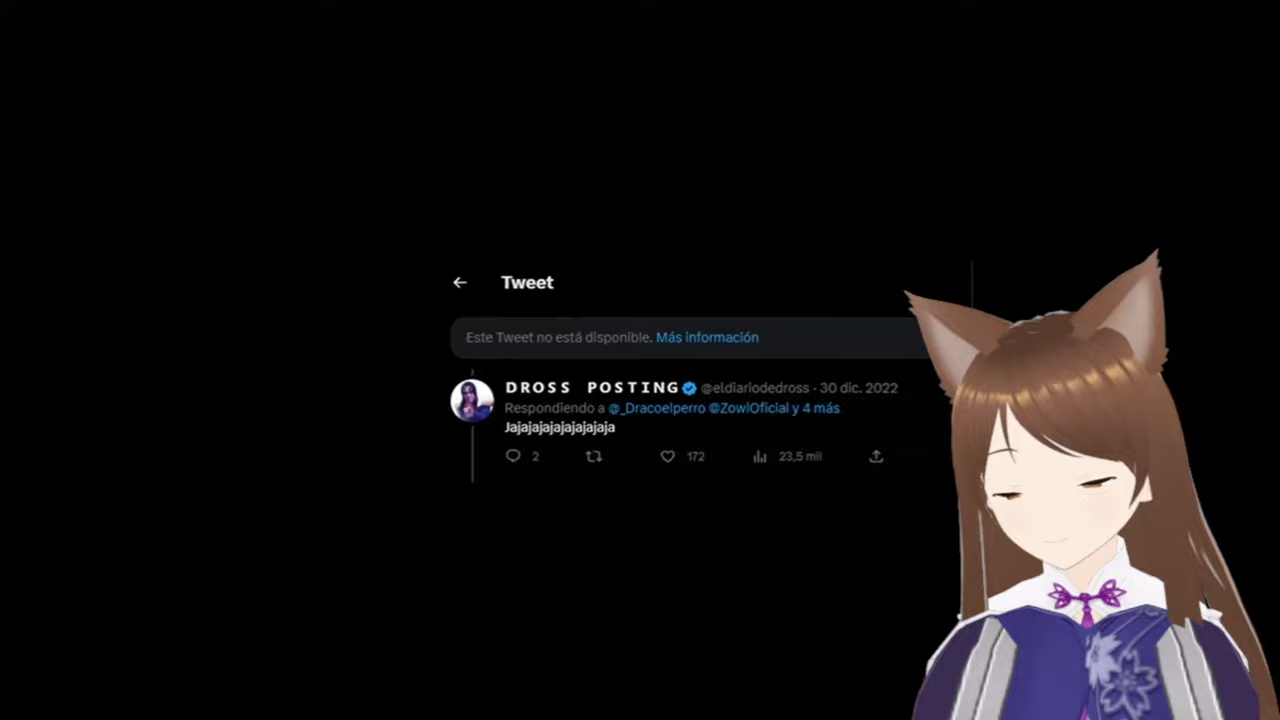 Tweet
Este Tweet no está disponible. Más información
DROSS POSTING @eldiariodedross · 30 dic. 2022
Respondiendo a @_Dracoelperro @ZowlOficial y 4 más
Jajajajajajajajaja
2 172 23,5 mil